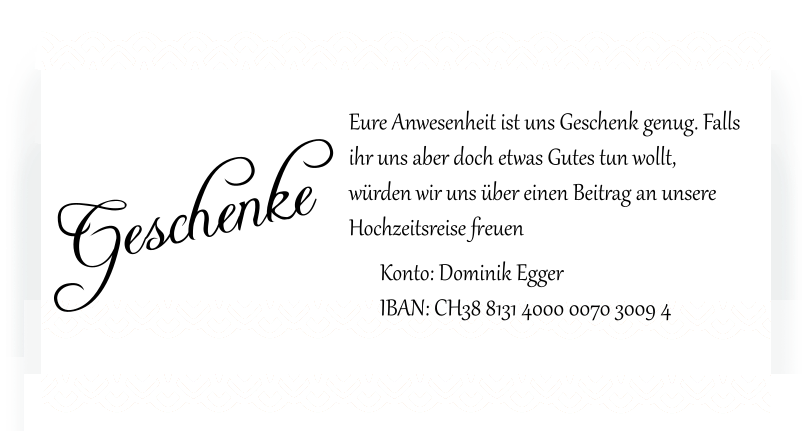 Geschenke
Eure Anwesenheit ist uns Geschenk genug. Falls
ihr uns aber doch etwas Gutes tun wollt,
würden wir uns über einen Beitrag an unsere
Hochzeitsreise freuen
Konto: Dominik Egger
IBAN: CH38 8131 4000 0070 3009 4